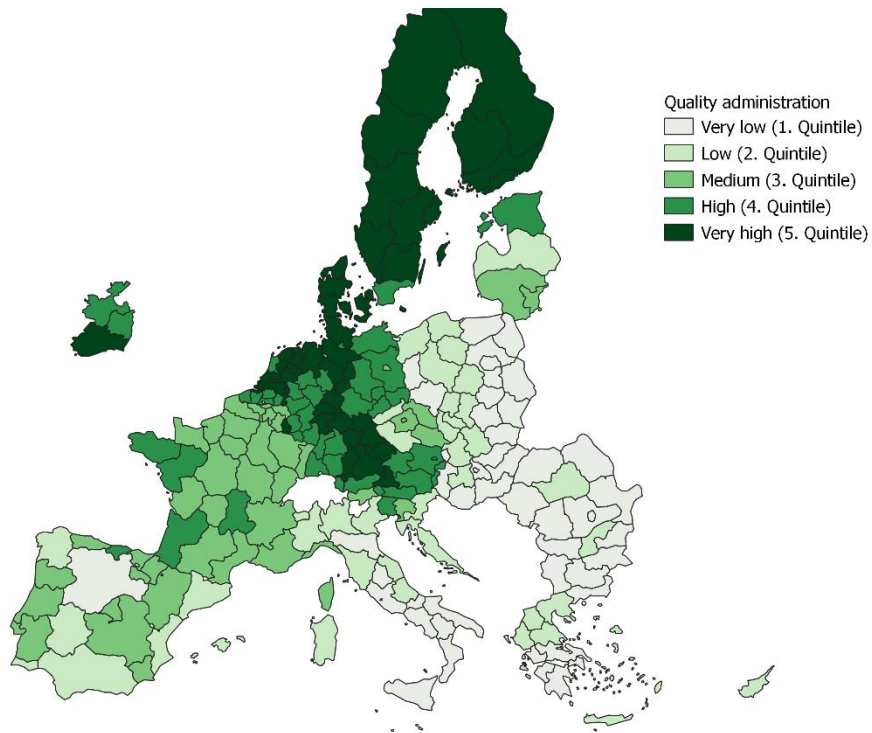 Quality administration
Very low (1. Quintile)
Low (2. Quintile)
Medium (3. Quintile)
High (4. Quintile)
Very high (5. Quintile)